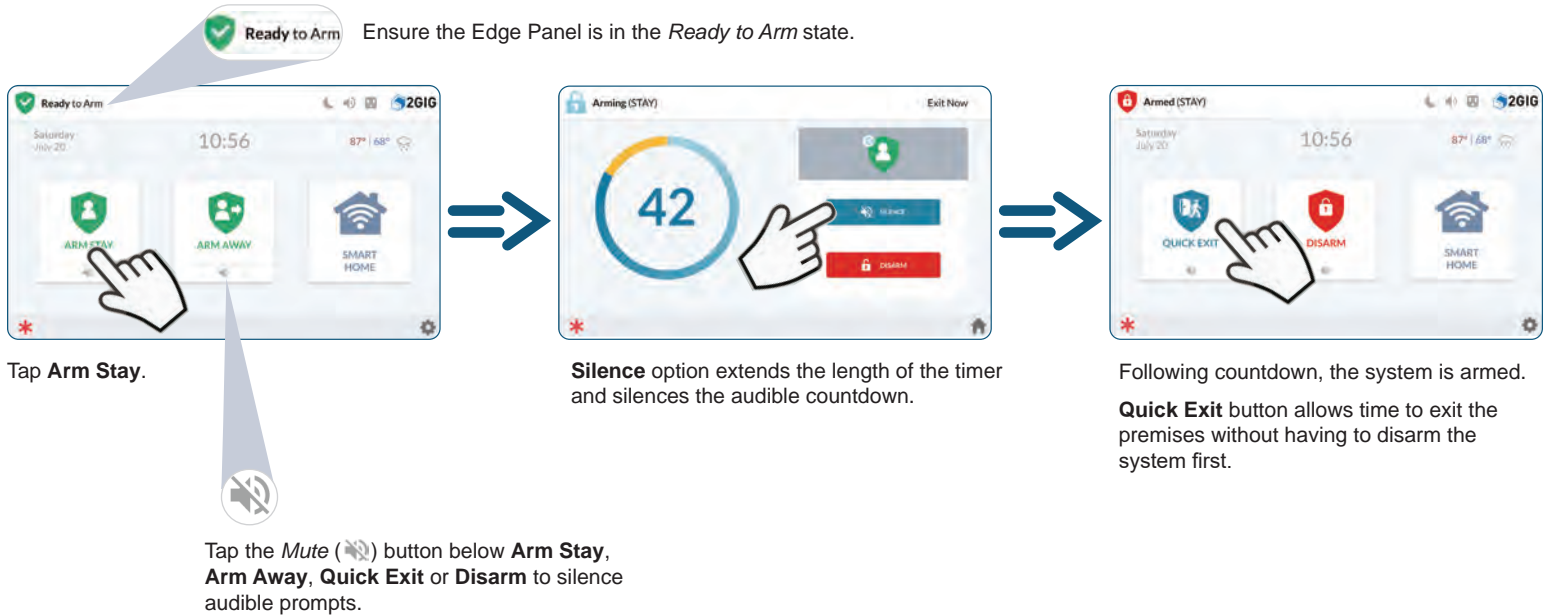 Ready to Arm
Ensure the Edge Panel is in the Ready to Arm state.
Ready to Arm
2GIG
Saturday
July 20
10:56
87° | 68°
ARM STAY
ARM AWAY
SMART
HOME
Tap Arm Stay.
Arming (STAY)
Exit Now
42
SILENCE
DISARM
Silence option extends the length of the timer
and silences the audible countdown.
Armed (STAY)
2GIG
Saturday
July 20
10:56
87° | 68°
QUICK EXIT
DISARM
SMART
HOME
Following countdown, the system is armed.
Quick Exit button allows time to exit the
premises without having to disarm the
system first.
Tap the Mute ( ) button below Arm Stay,
Arm Away, Quick Exit or Disarm to silence
audible prompts.